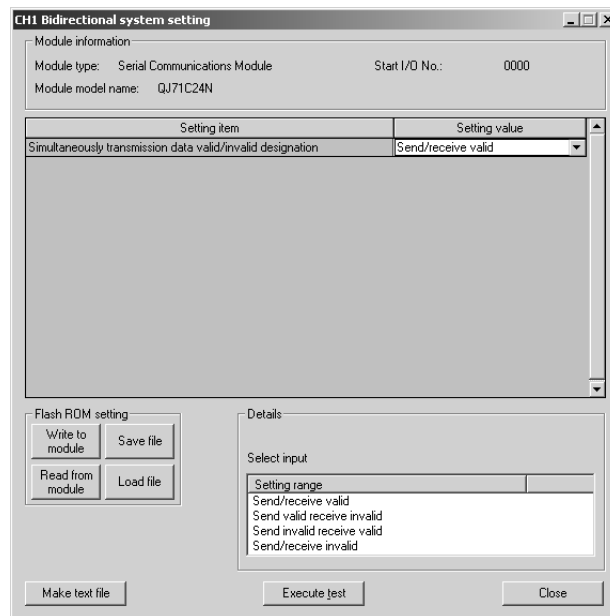 CH1 Bidirectional system setting
Module information
Module type: Serial Communications Module Start I/O No.: 0000
Module model name: QJ71C24N
Setting item Setting value
Simultaneously transmission data valid/invalid designation Send/receive valid
Flash ROM setting
Write to module
Save file
Read from module
Load file
Details
Select input
Setting range
Send/receive valid
Send valid receive invalid
Send invalid receive valid
Send/receive invalid
Make text file Execute test Close